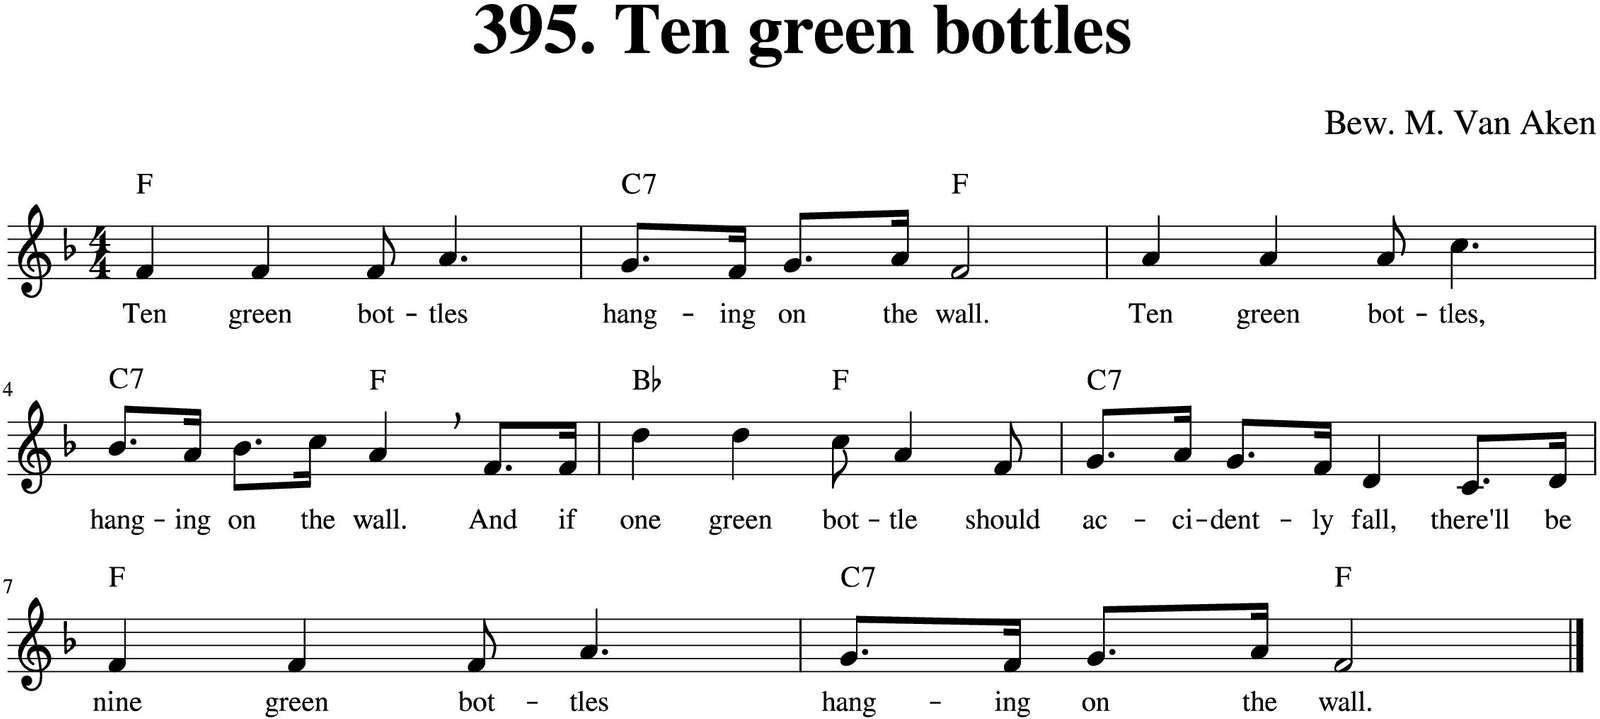 395. Ten green bottles
Bew. M. Van Aken
F C7 F
4
4
Ten green bot - tles hang - ing on the wall. Ten green bot - tles,
4
C7 F B♭ F C7
hang - ing on the wall. And if one green bot - tle should ac - ci - dent - ly fall, there'll be
7
F C7 F
nine green bot - tles hang - ing on the wall.